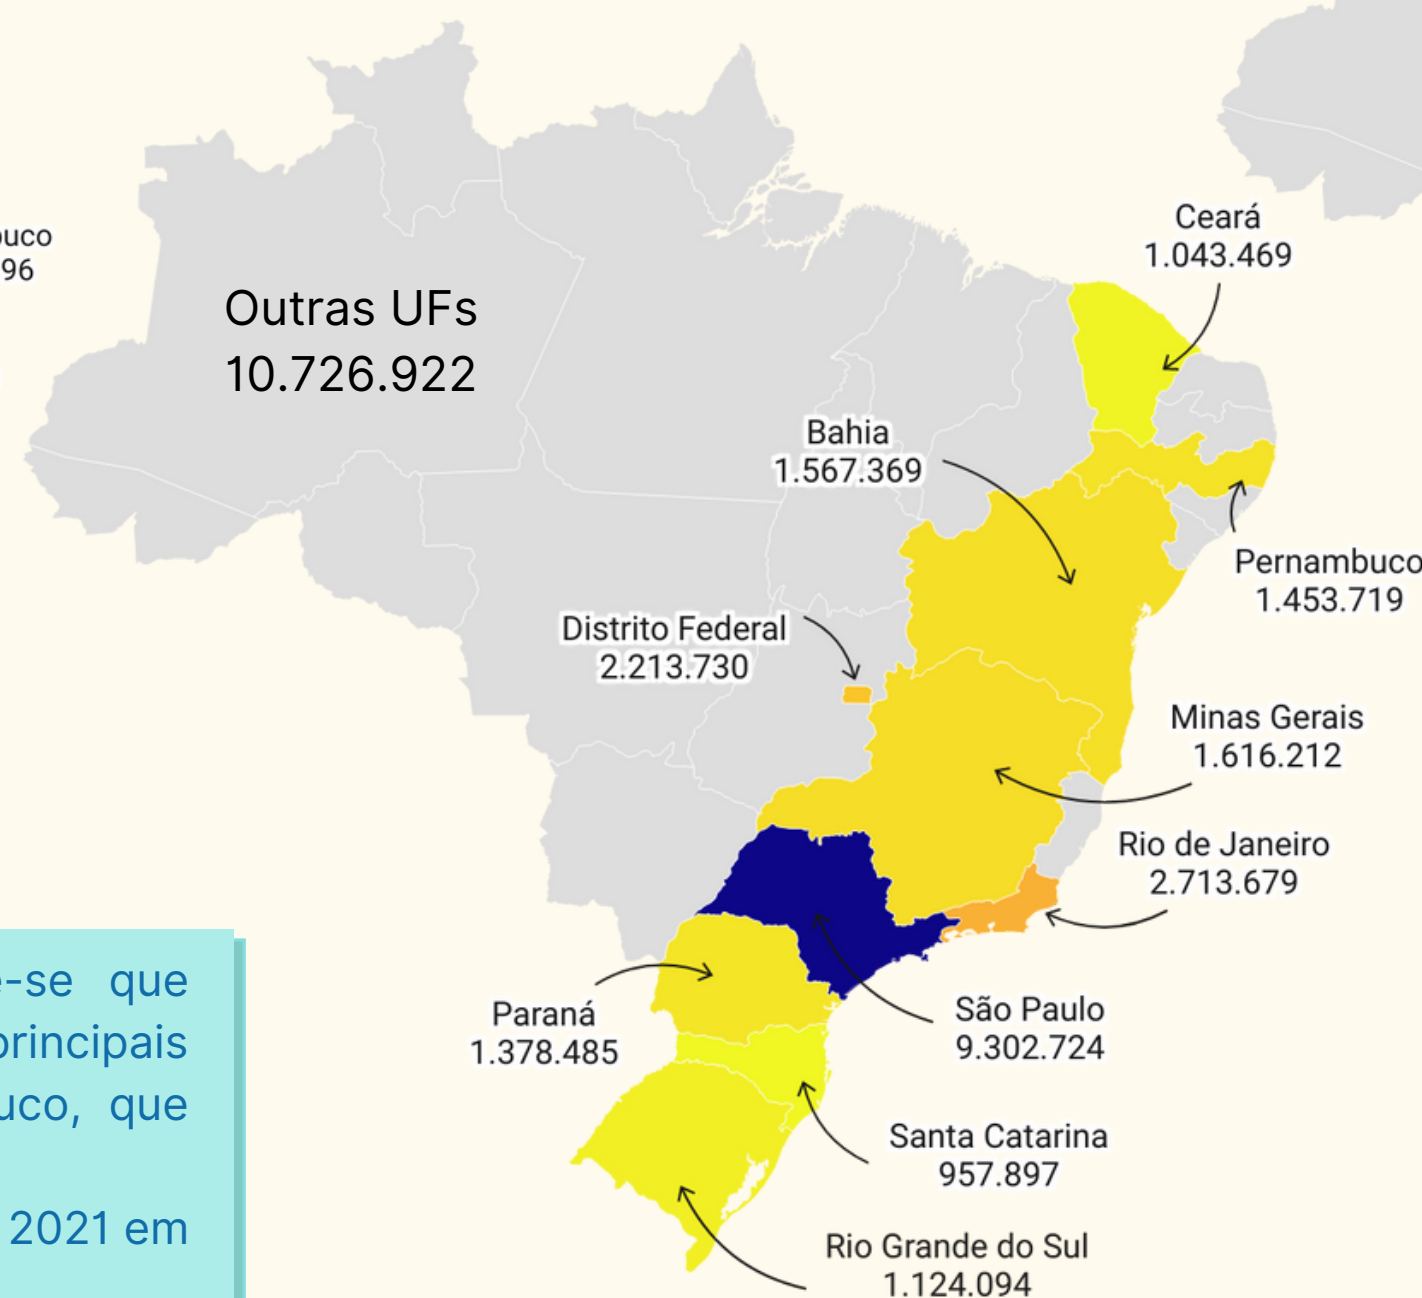 Ceará
1.043.469
96
Outras UFs
10.726.922
Bahia
1.567.369
Pernambuco
1.453.719
Distrito Federal
2.213.730
Minas Gerais
1.616.212
Rio de Janeiro
2.713.679
Paraná
1.378.485
São Paulo
9.302.724
Santa Catarina
957.897
Rio Grande do Sul
1.124.094
e-se que
principais
uco, que
2021 em